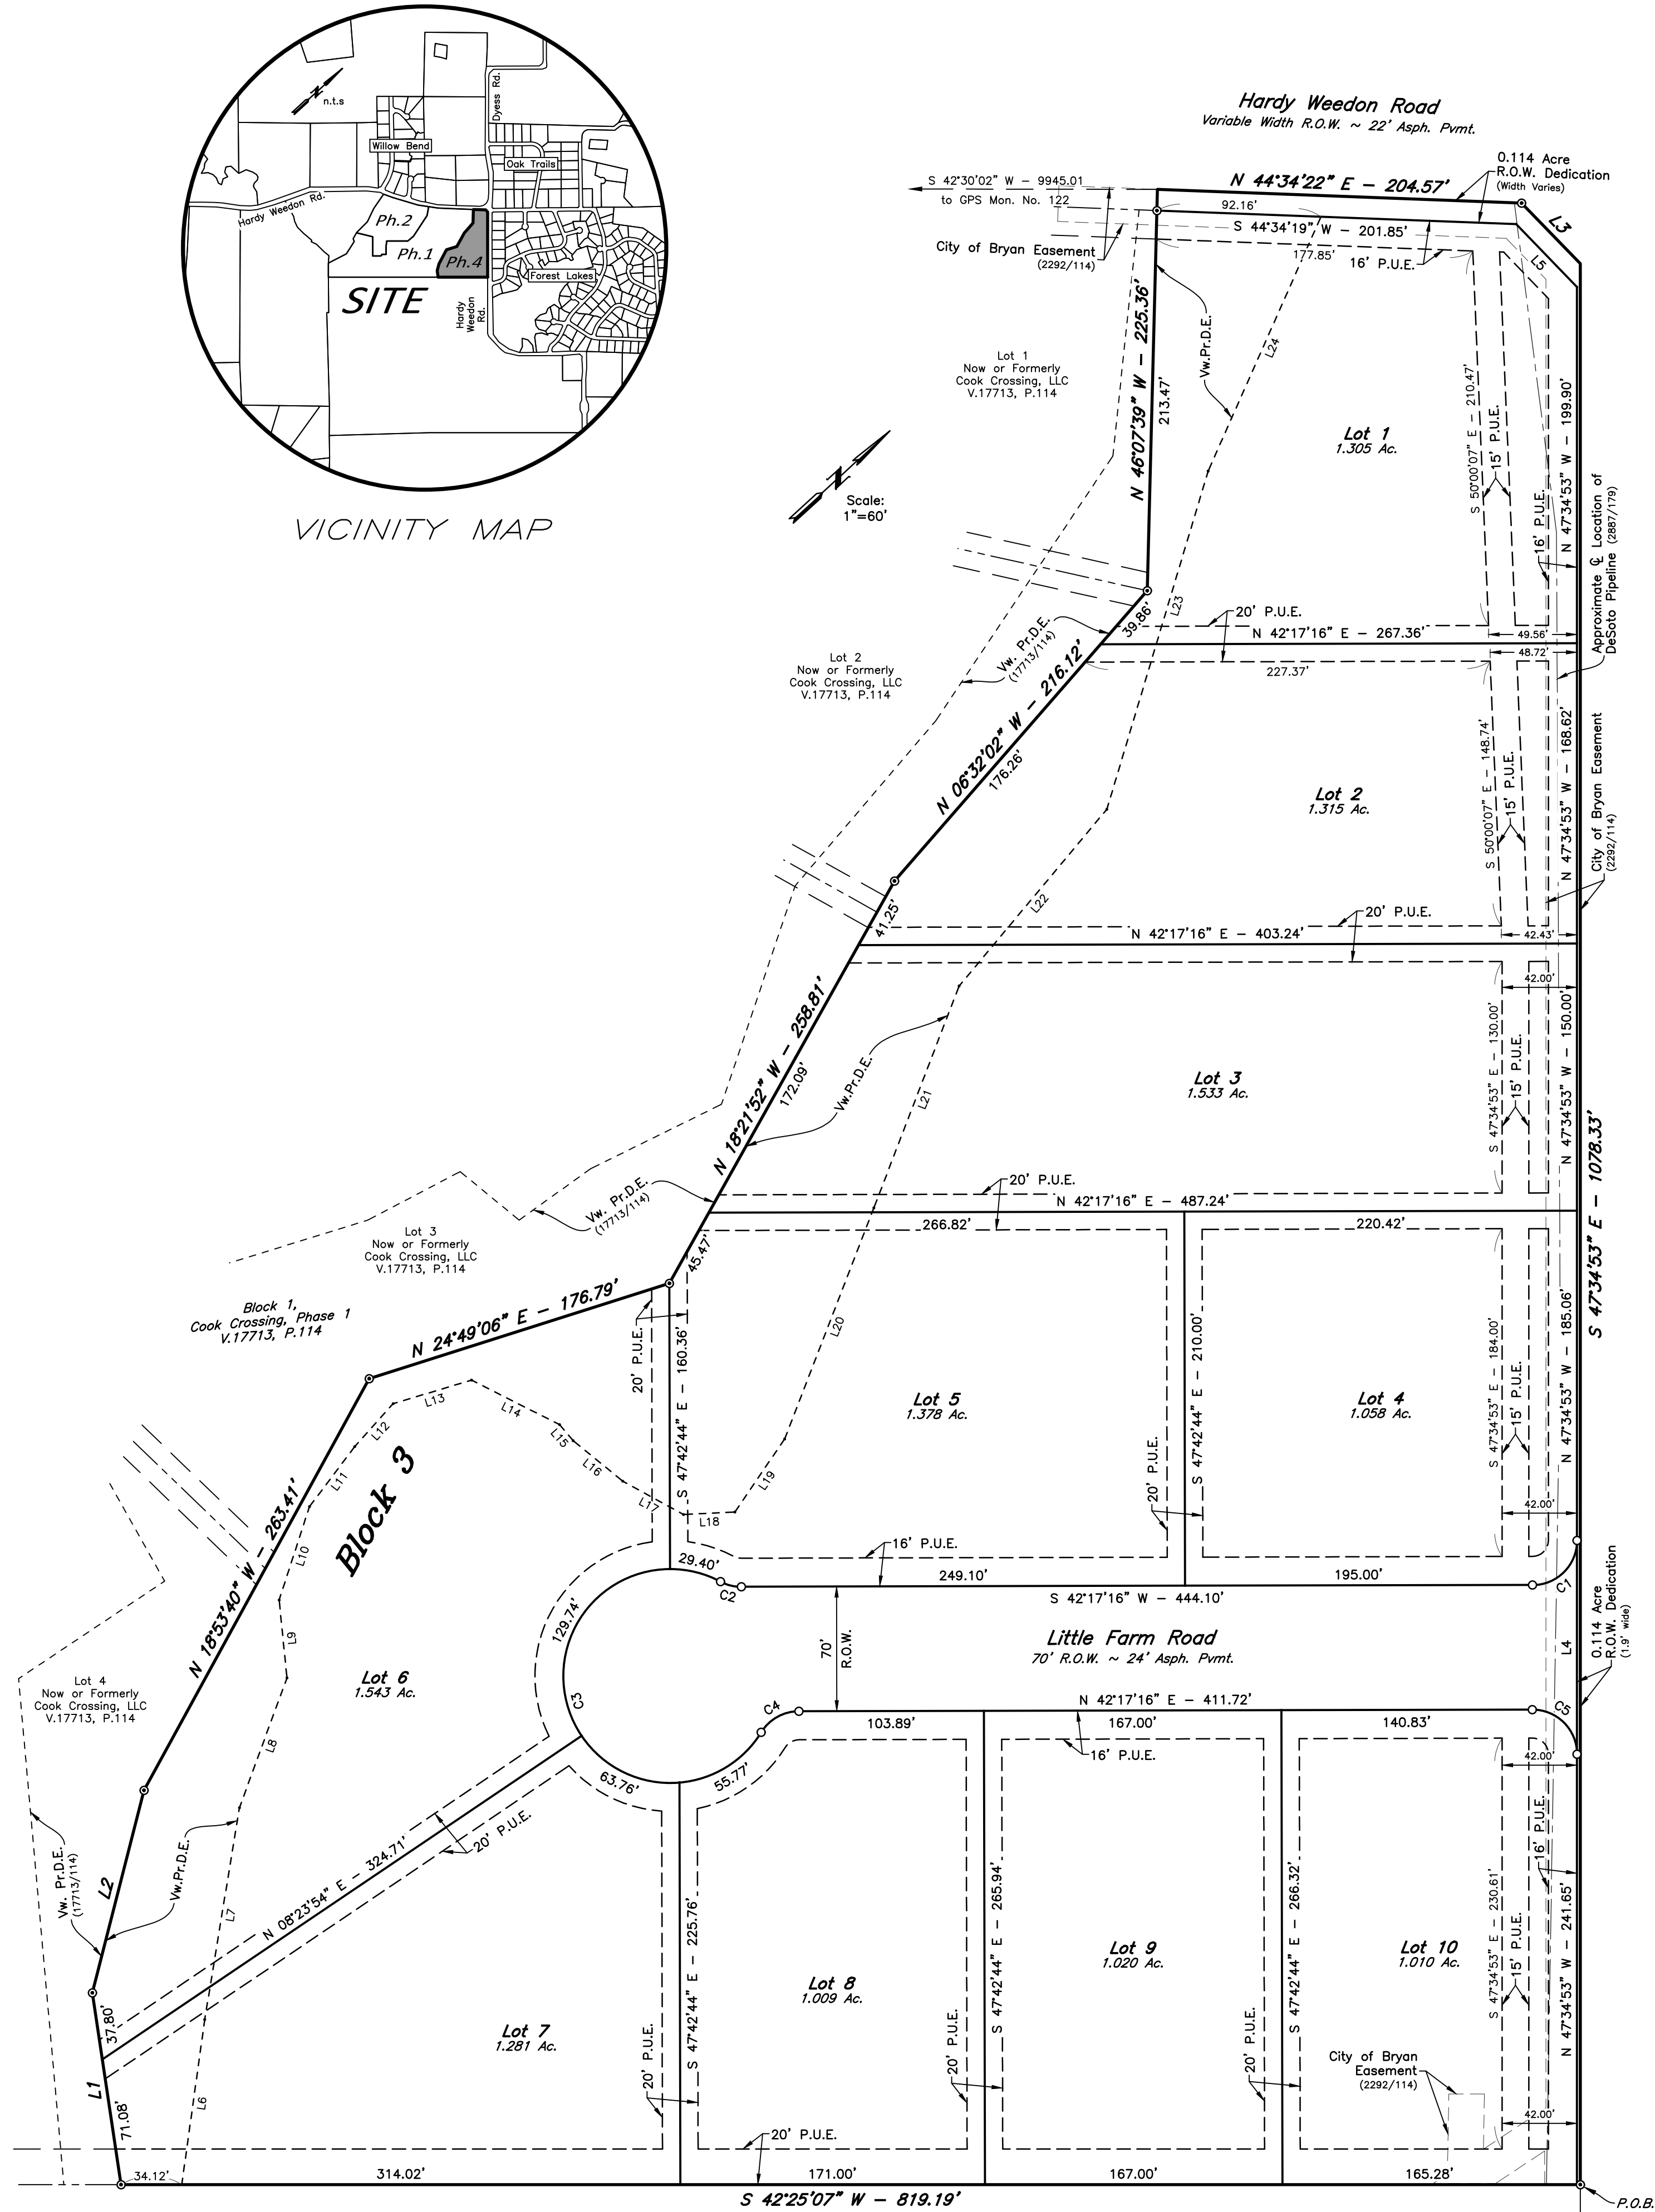 Hardy Weedon Road
Variable Width R.O.W. ~ 22' Asph. Pvmt.
N
n.t.s
Dyess Rd.
Willow Bend
Oak Trails
Hardy Weedon Rd.
Ph.2
Ph.1
Ph.4
Forest Lakes
SITE
Hardy
Weedon
Rd.
VICINITY MAP
N
Scale:
1"=60'
0.114 Acre
R.O.W. Dedication
(Width Varies)
S 42°30'02" W - 9945.01
to GPS Mon. No. 122
N 44°34'22" E - 204.57'
L3
92.16'
S 44°34'19" W - 201.85'
City of Bryan Easement
(2292/114)
177.85'
16' P.U.E.
L5
N 46°07'39" W - 225.36'
213.47'
Vw.Pr.D.E.
L24
Lot 1
Now or Formerly
Cook Crossing, LLC
V.17713, P.114
Lot 1
1.305 Ac.
S 50°00'07" E - 210.47'
15' P.U.E.
16' P.U.E.
N 47°34'53" W - 199.90'
Approximate ℄ Location of
DeSoto Pipeline (2887/179)
L23
39.86'
20' P.U.E.
N 42°17'16" E - 267.36'
49.56'
48.72'
227.37'
Vw. Pr.D.E.
(17713/114)
Lot 2
Now or Formerly
Cook Crossing, LLC
V.17713, P.114
N 06°32'02" W - 216.12'
176.26'
Lot 2
1.315 Ac.
S 50°00'07" E - 148.74'
15' P.U.E.
N 47°34'53" W - 168.62'
City of Bryan Easement
(2292/114)
L22
41.25'
20' P.U.E.
N 42°17'16" E - 403.24'
42.43'
42.00'
N 18°21'52" W - 258.81'
172.09'
Vw.Pr.D.E.
L21
Lot 3
1.533 Ac.
S 47°34'53" E - 130.00'
15' P.U.E.
N 47°34'53" W - 150.00'
S 47°34'53" E - 1078.33'
20' P.U.E.
N 42°17'16" E - 487.24'
Vw. Pr.D.E.
(17713/114)
Lot 3
Now or Formerly
Cook Crossing, LLC
V.17713, P.114
Block 1,
Cook Crossing, Phase 1
V.17713, P.114
45.47'
266.82'
220.42'
N 24°49'06" E - 176.79'
20' P.U.E.
S 47°42'44" E - 160.36'
L20
Lot 5
1.378 Ac.
20' P.U.E.
S 47°42'44" E - 210.00'
Lot 4
1.058 Ac.
S 47°34'53" E - 184.00'
15' P.U.E.
N 47°34'53" W - 185.06'
42.00'
L13
L12
L14
L15
L11
L16
L17
L18
L19
L10
L9
L8
Block 3
N 18°53'40" W - 263.41'
29.40'
C2
16' P.U.E.
249.10'
195.00'
C1
S 42°17'16" W - 444.10'
129.74'
C3
70'
R.O.W.
Little Farm Road
70' R.O.W. ~ 24' Asph. Pvmt.
L4
0.114 Acre
R.O.W. Dedication
(1.9' wide)
Lot 6
1.543 Ac.
Lot 4
Now or Formerly
Cook Crossing, LLC
V.17713, P.114
C4
N 42°17'16" E - 411.72'
C5
103.89'
167.00'
140.83'
16' P.U.E.
42.00'
63.76'
55.77'
Vw. Pr.D.E.
(17713/114)
L2
Vw.Pr.D.E.
N 08°23'54" E - 324.71'
20' P.U.E.
L7
37.80'
L1
71.08'
L6
Lot 7
1.281 Ac.
20' P.U.E.
S 47°42'44" E - 225.76'
Lot 8
1.009 Ac.
20' P.U.E.
S 47°42'44" E - 265.94'
Lot 9
1.020 Ac.
20' P.U.E.
S 47°42'44" E - 266.32'
Lot 10
1.010 Ac.
S 47°34'53" E - 230.61'
15' P.U.E.
16' P.U.E.
N 47°34'53" W - 241.65'
City of Bryan
Easement
(2292/114)
42.00'
20' P.U.E.
34.12'
314.02'
171.00'
167.00'
165.28'
S 42°25'07" W - 819.19'
P.O.B.